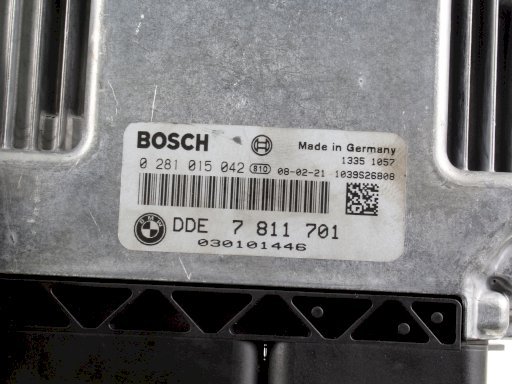 BOSCH Made in Germany
1335 1057
0 281 015 042 810 08-02-21 1039S26808
DDE 7 811 701
030101446